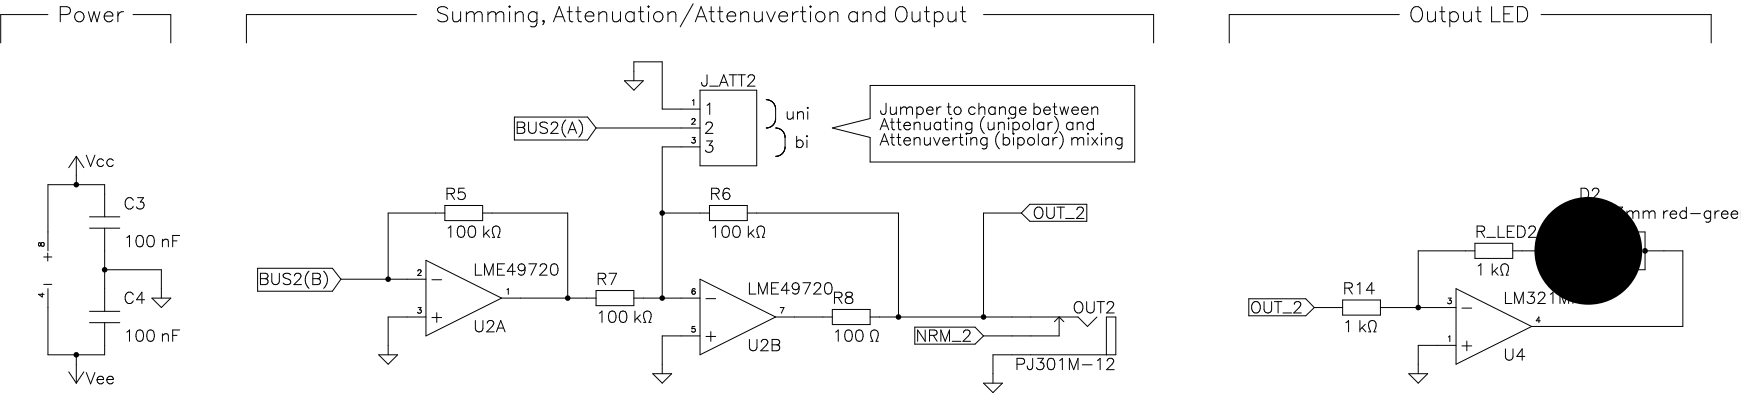 Power
Summing, Attenuation/Attenuvertion and Output
Output LED
J_ATT2
1
1
2
2
3
3
uni
bi
BUS2(A)
Jumper to change between
Attenuating (unipolar) and
Attenuverting (bipolar) mixing
Vcc
C3
100 nF
8
+
−
4
C4
100 nF
Vee
R5
100 kΩ
R6
100 kΩ
OUT_2
BUS2(B)
2
−
3
+
LME49720
1
U2A
R7
100 kΩ
6
−
5
+
LME49720
7
U2B
R8
100 Ω
NRM_2
OUT2
PJ301M-12
D2
mm red-gree
R_LED2
1 kΩ
OUT_2
R14
1 kΩ
3
−
1
+
LM321M
4
U4